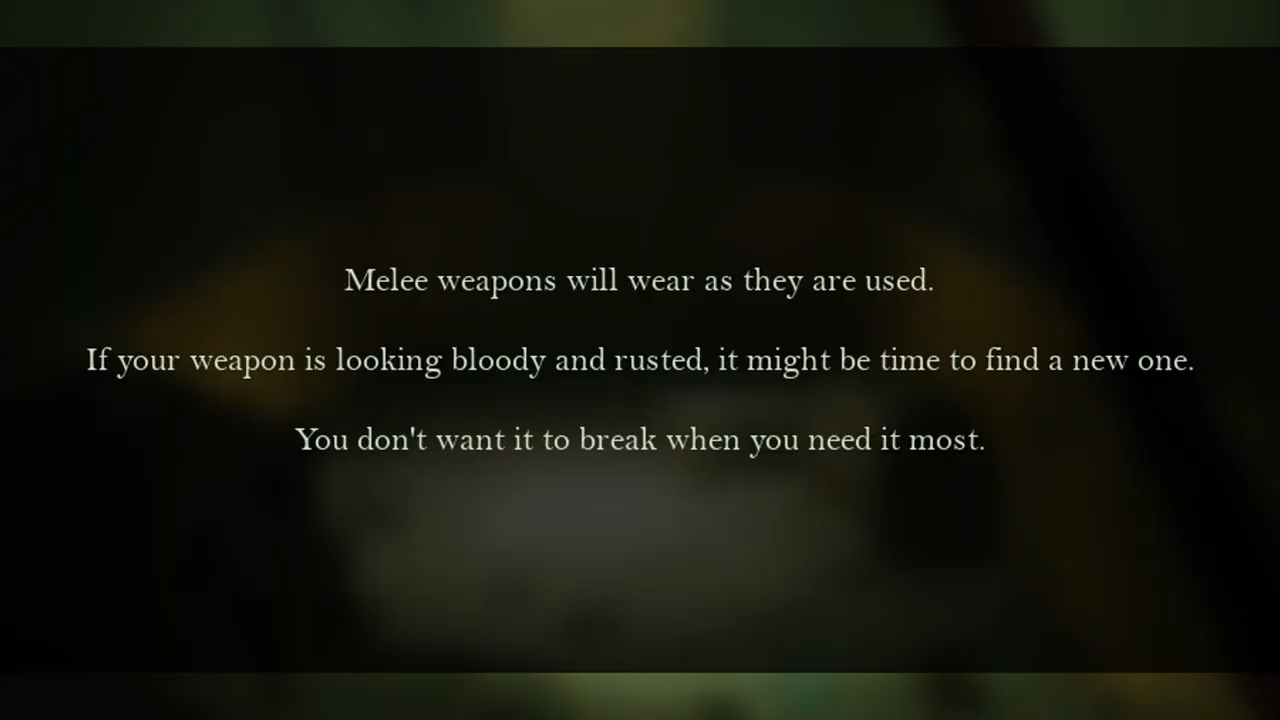 Melee weapons will wear as they are used.
If your weapon is looking bloody and rusted, it might be time to find a new one.
You don't want it to break when you need it most.